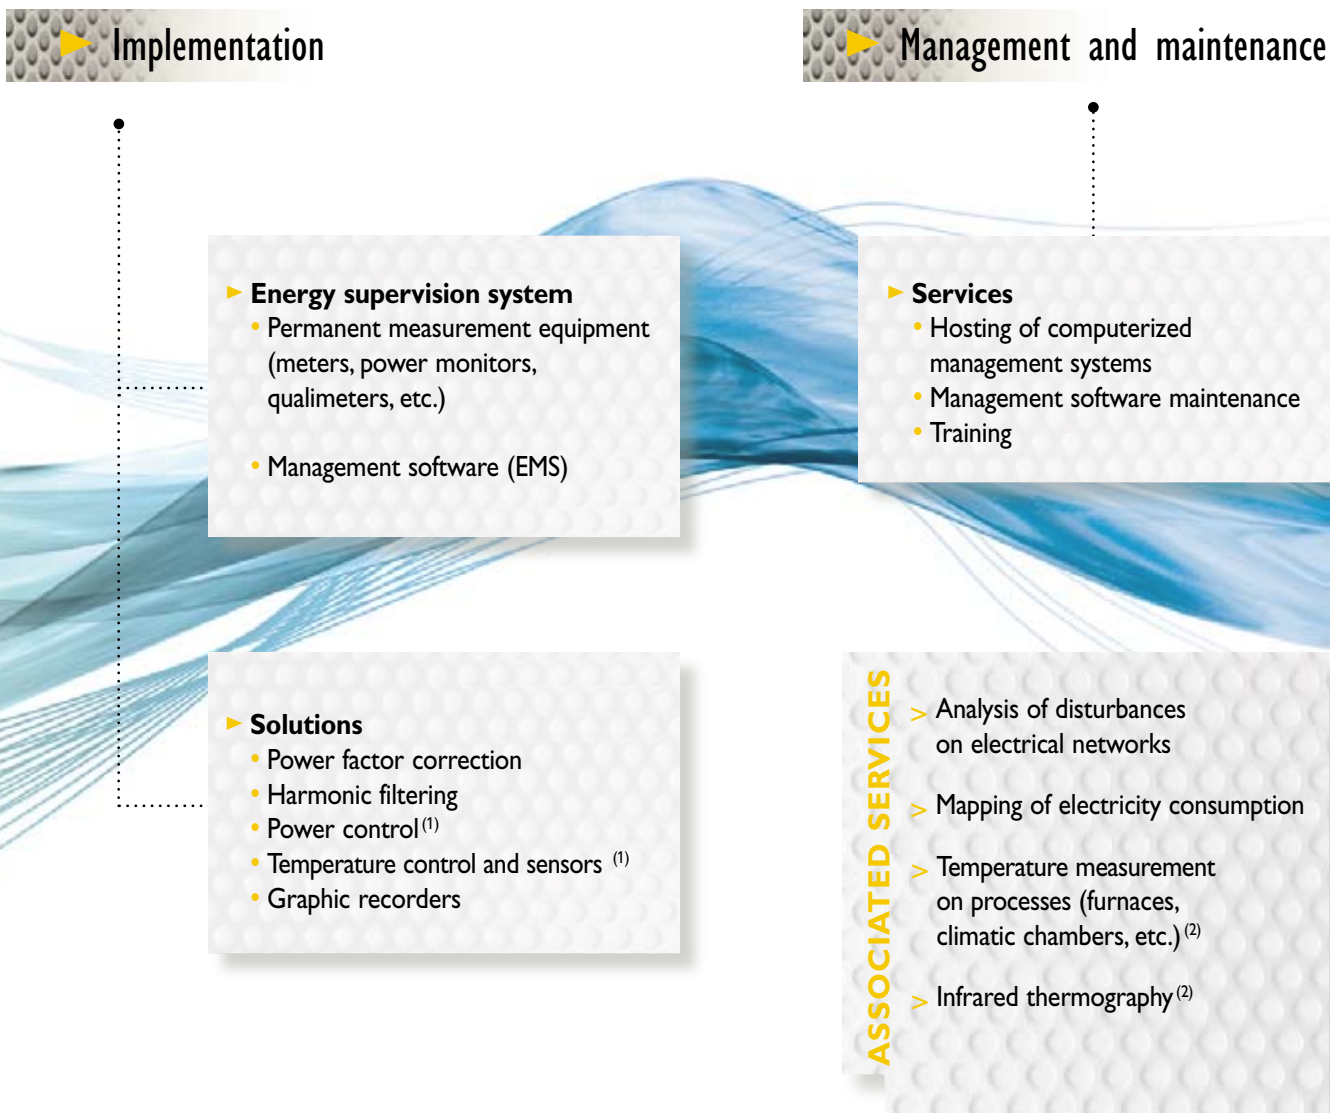 Implementation
Management and maintenance
Energy supervision system
• Permanent measurement equipment
(meters, power monitors,
qualimeters, etc.)
• Management software (EMS)
Services
• Hosting of computerized
management systems
• Management software maintenance
• Training
Solutions
• Power factor correction
• Harmonic filtering
• Power control (1)
• Temperature control and sensors (1)
• Graphic recorders
ASSOCIATED SERVICES
> Analysis of disturbances
on electrical networks
> Mapping of electricity consumption
> Temperature measurement
on processes (furnaces,
climatic chambers, etc.) (2)
> Infrared thermography (2)